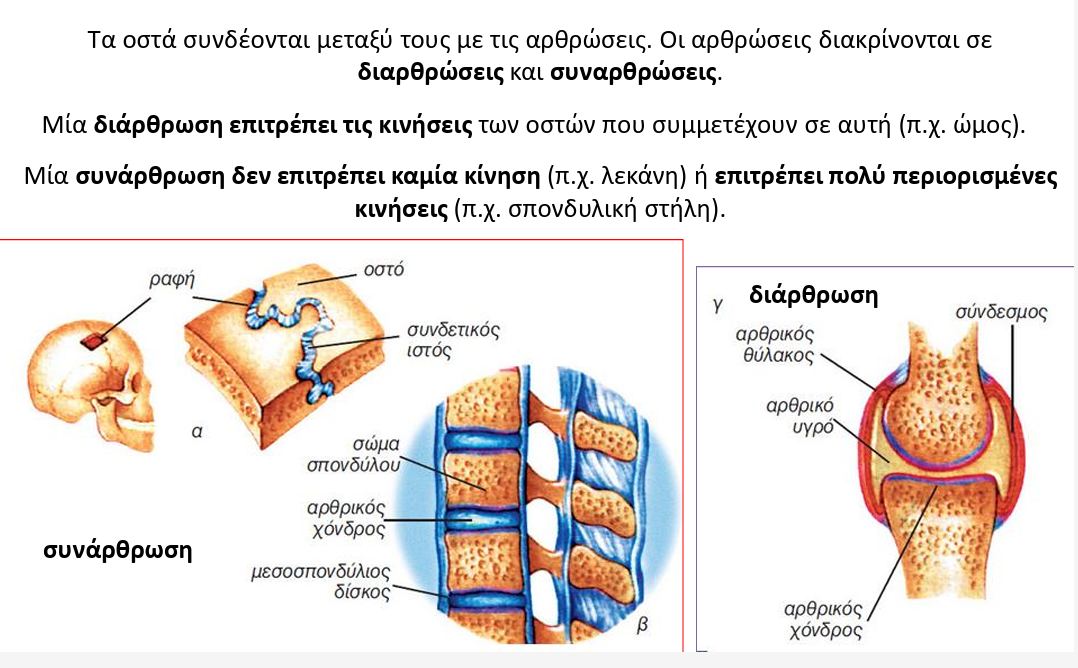 Τα οστά συνδέονται μεταξύ τους με τις αρθρώσεις. Οι αρθρώσεις διακρίνονται σε
διαρθρώσεις και συναρθρώσεις.
Μία διάρθρωση επιτρέπει τις κινήσεις των οστών που συμμετέχουν σε αυτή (π.χ. ώμος).
Μία συνάρθρωση δεν επιτρέπει καμία κίνηση (π.χ. λεκάνη) ή επιτρέπει πολύ περιορισμένες
κινήσεις (π.χ. σπονδυλική στήλη).
ραφή
οστό
συνδετικός
ιστός
α
σώμα
σπονδύλου
αρθρικός
χόνδρος
συνάρθρωση
μεσοσπονδύλιος
δίσκος
β
γ
διάρθρωση
σύνδεσμος
αρθρικός
θύλακος
αρθρικό
υγρό
αρθρικός
χόνδρος